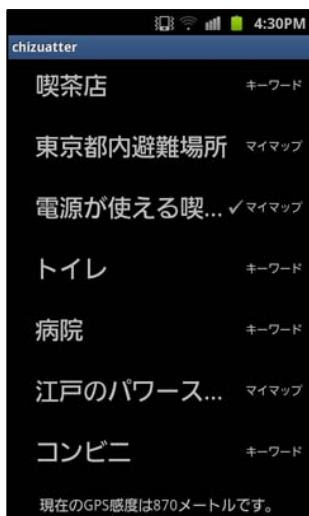 4:30PM
chizuatter
喫茶店 キーワード
東京都内避難場所 マイマップ
電源が使える喫... ✓マイマップ
トイレ キーワード
病院 キーワード
江戸のパワース... マイマップ
コンビニ キーワード
現在のGPS感度は870メートルです。